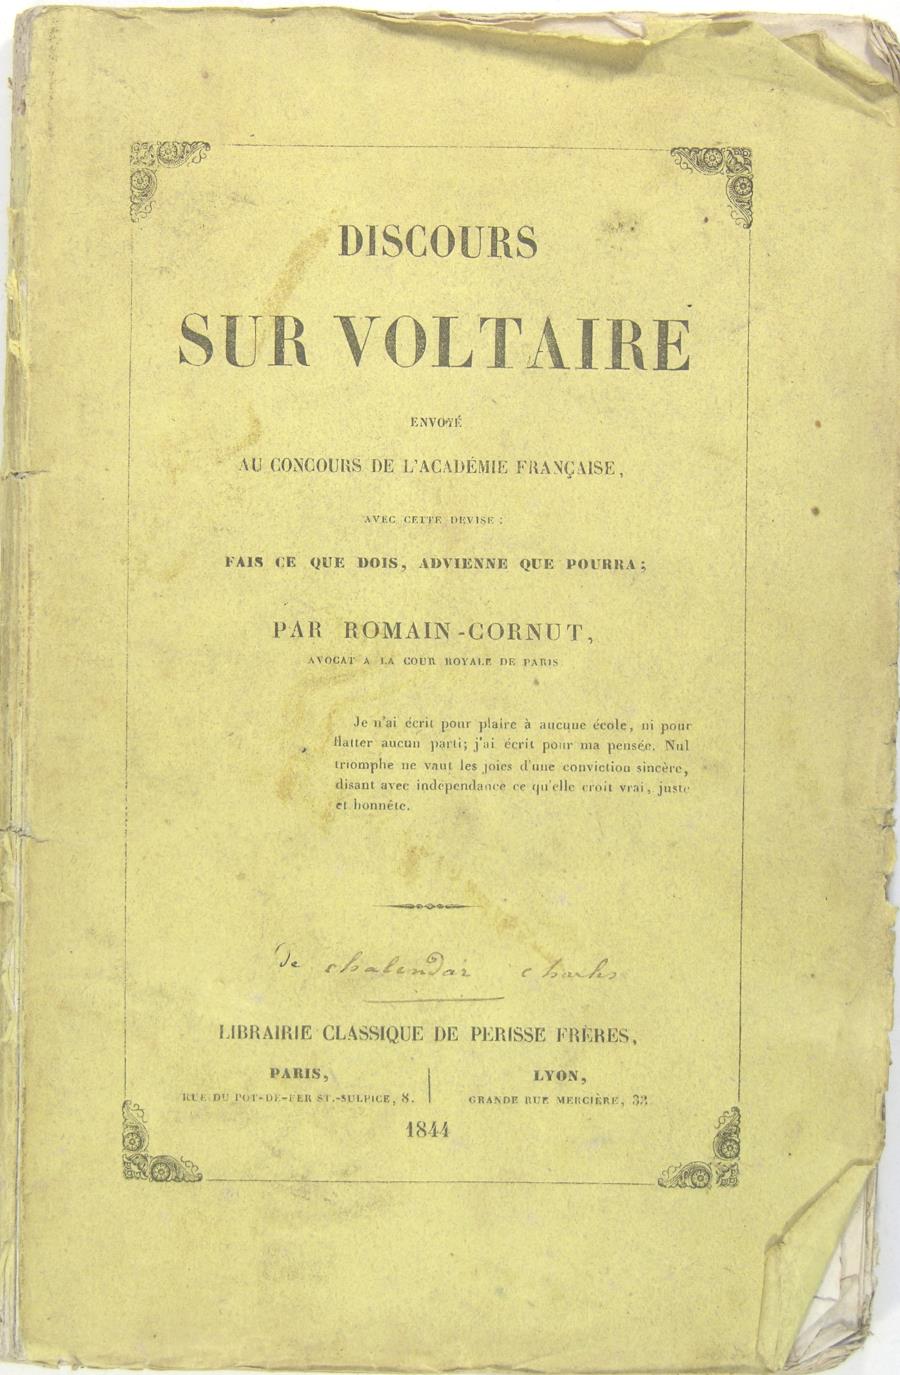 DISCOURS
SUR VOLTAIRE
ENVOYÉ
AU CONCOURS DE L'ACADÉMIE FRANÇAISE,
AVEC CETTE DEVISE :
FAIS CE QUE DOIS, ADVIENNE QUE POURRA;
PAR ROMAIN-CORNUT,
AVOCAT A LA COUR ROYALE DE PARIS
Je n'ai écrit pour plaire à aucune école, ni pour
flatter aucun parti; j'ai écrit pour ma pensée. Nul
triomphe ne vaut les joies d'une conviction sincère,
disant avec indépendance ce qu'elle croit vrai, juste
et honnête.
De chalendar charles
LIBRAIRIE CLASSIQUE DE PERISSE FRÈRES,
PARIS,
RUE DU POT-DE-FER ST.-SULPICE, 8.
LYON,
GRANDE RUE MERCIÈRE, 33
1844